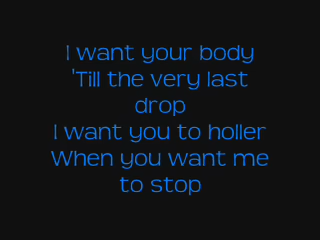 I want your body
'Till the very last
drop
I want you to holler
When you want me
to stop